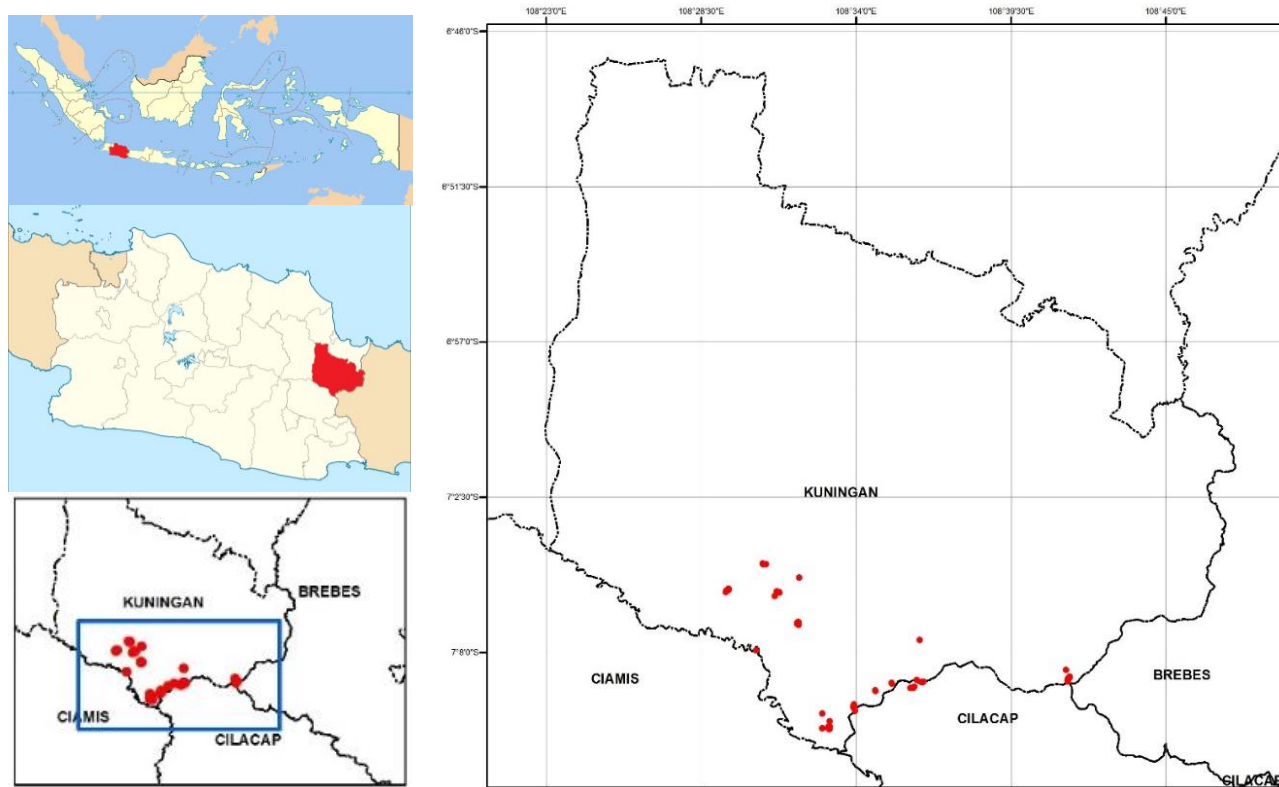 108°23'0"E
108°28'30"E
108°34'0"E
108°39'30"E
108°45'0"E
6°46'0"S
6°51'30"S
6°57'0"S
7°2'30"S
7°8'0"S
KUNINGAN
CIAMIS
CILACAP
BREBES
CILACAP
KUNINGAN
BREBES
CIAMIS
CILACAP